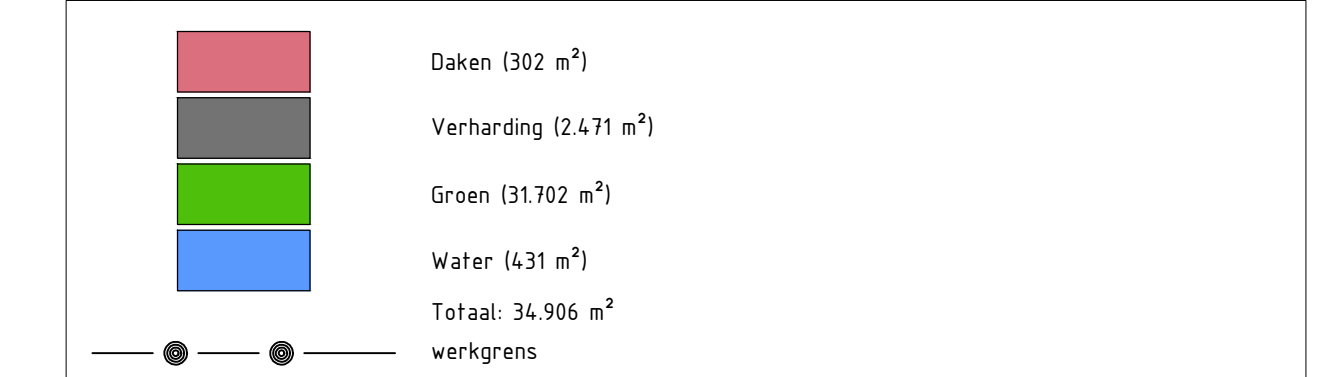 Daken (302 m²)
Verharding (2.471 m²)
Groen (31.702 m²)
Water (431 m²)
Totaal: 34.906 m²
werkgrens